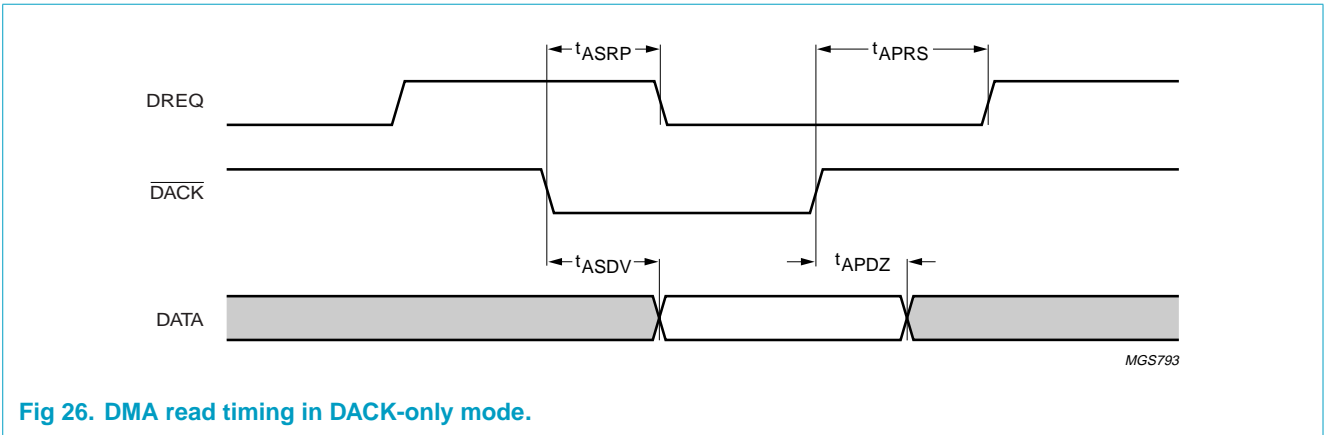 tASRP
tAPRS
DREQ
DACK
tASDV
tAPDZ
DATA
MGS793
Fig 26. DMA read timing in DACK-only mode.